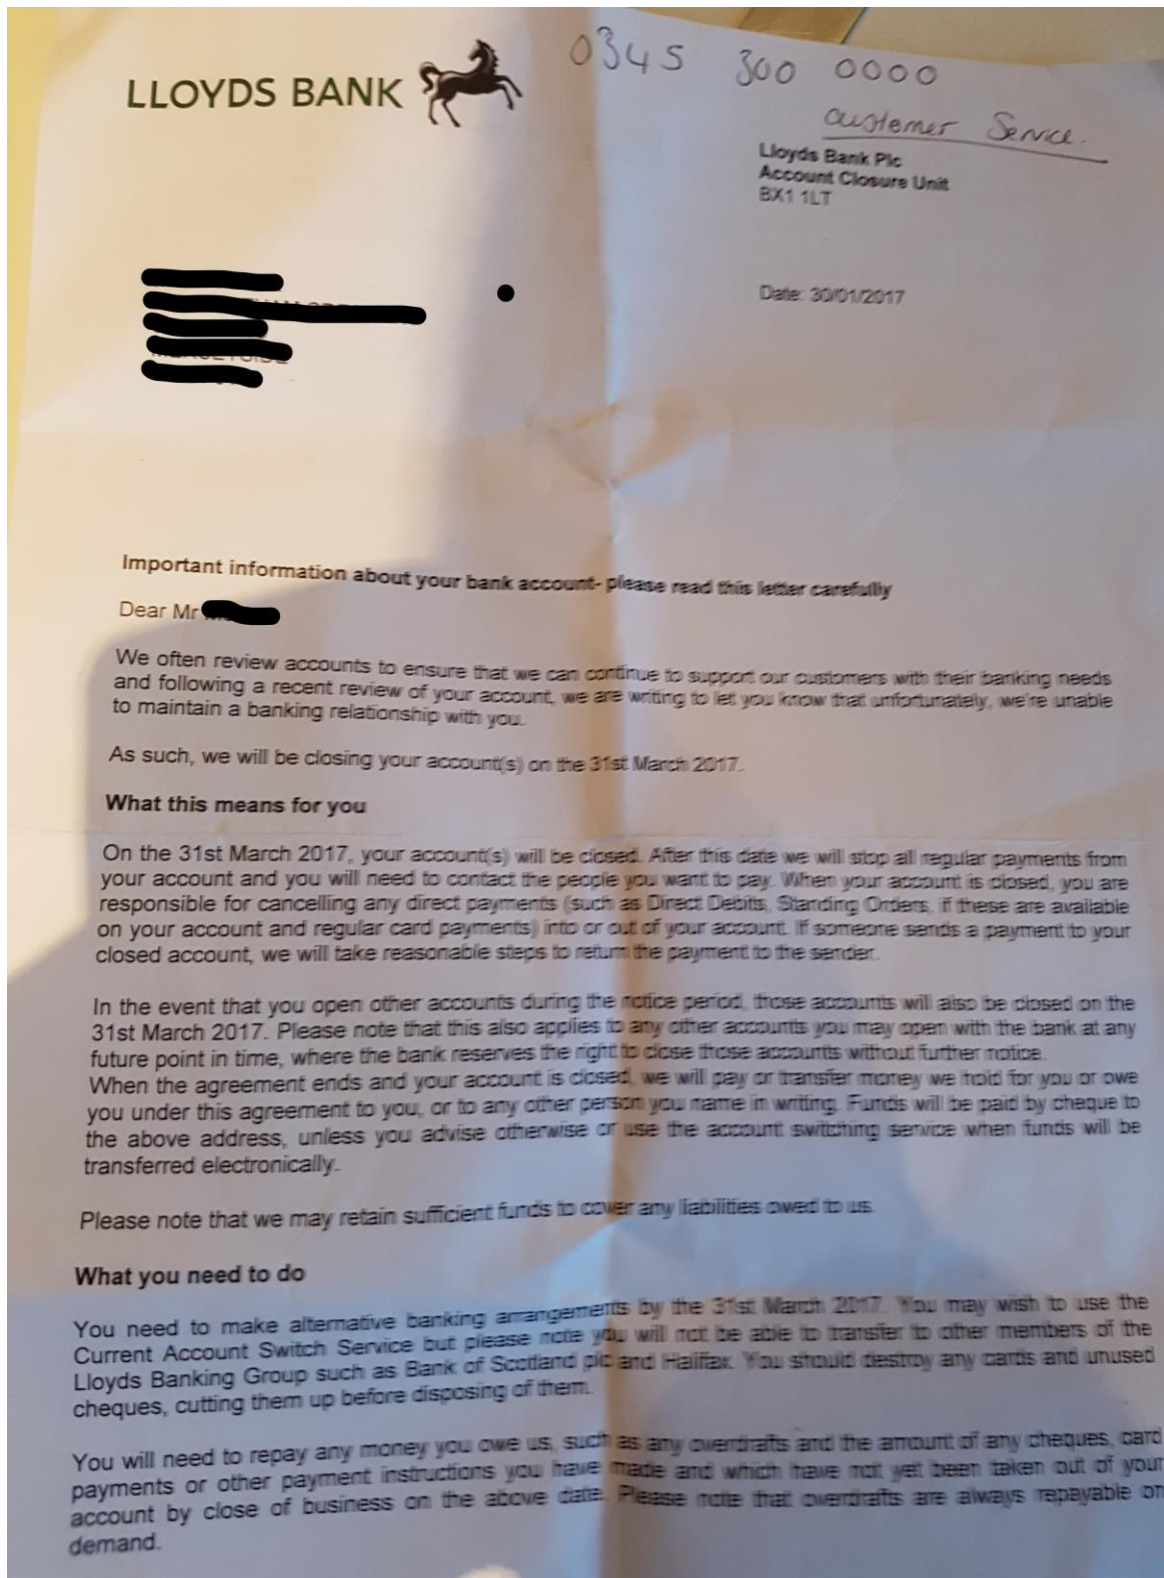 0345 300 0000
Customer Service.
LLOYDS BANK
Lloyds Bank Plc
Account Closure Unit
BX1 1LT
Date: 30/01/2017
Important information about your bank account- please read this letter carefully
Dear Mr
We often review accounts to ensure that we can continue to support our customers with their banking needs
and following a recent review of your account, we are writing to let you know that unfortunately, we're unable
to maintain a banking relationship with you.
As such, we will be closing your account(s) on the 31st March 2017.
What this means for you
On the 31st March 2017, your account(s) will be closed. After this date we will stop all regular payments from
your account and you will need to contact the people you want to pay. When your account is closed, you are
responsible for cancelling any direct payments (such as Direct Debits, Standing Orders, if these are available
on your account and regular card payments) into or out of your account. If someone sends a payment to your
closed account, we will take reasonable steps to return the payment to the sender.
In the event that you open other accounts during the notice period, those accounts will also be closed on the
31st March 2017. Please note that this also applies to any other accounts you may open with the bank at any
future point in time, where the bank reserves the right to close those accounts without further notice.
When the agreement ends and your account is closed, we will pay or transfer money we hold for you or owe
you under this agreement to you, or to any other person you name in writing. Funds will be paid by cheque to
the above address, unless you advise otherwise or use the account switching service when funds will be
transferred electronically.
Please note that we may retain sufficient funds to cover any liabilities owed to us.
What you need to do
You need to make alternative banking arrangements by the 31st March 2017. You may wish to use the
Current Account Switch Service but please note you will not be able to transfer to other members of the
Lloyds Banking Group such as Bank of Scotland plc and Halifax. You should destroy any cards and unused
cheques, cutting them up before disposing of them.
You will need to repay any money you owe us, such as any overdrafts and the amount of any cheques, card
payments or other payment instructions you have made and which have not yet been taken out of your
account by close of business on the above date. Please note that overdrafts are always repayable on
demand.